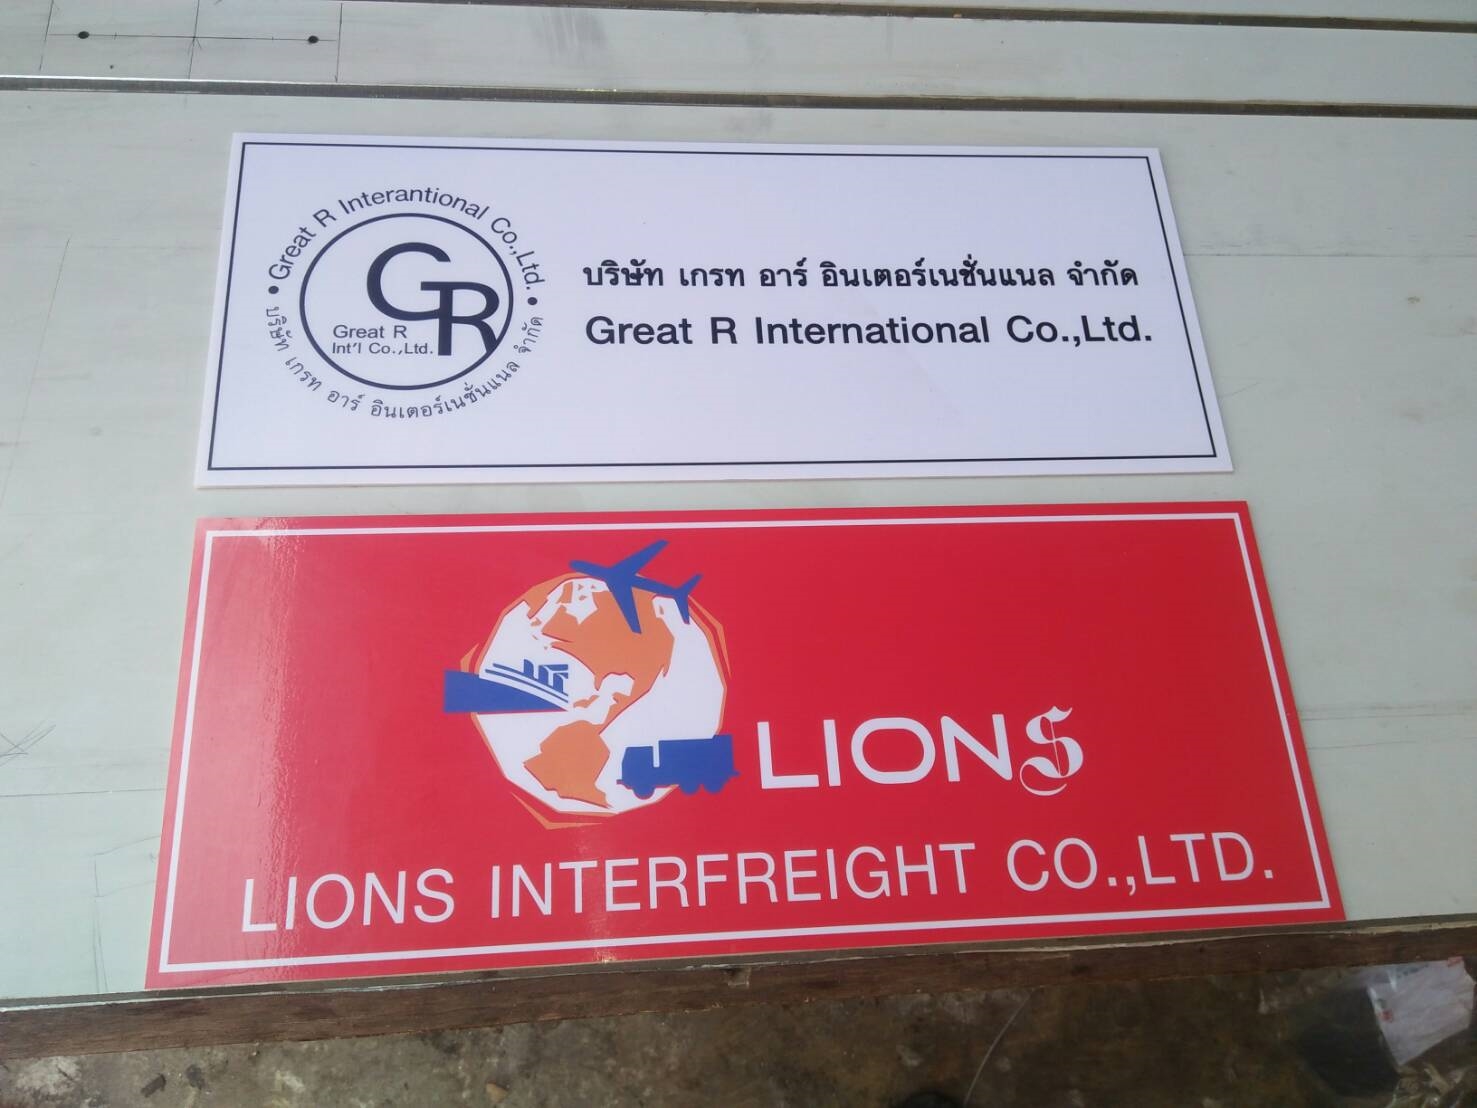 Great R Interantional Co.,Ltd.
GR
Great R
Int'l Co.,Ltd.
บริษัท เกรท อาร์ อินเตอร์เนชั่นแนล จำกัด
บริษัท เกรท อาร์ อินเตอร์เนชั่นแนล จำกัด
Great R International Co.,Ltd.
LIONS
LIONS INTERFREIGHT CO.,LTD.